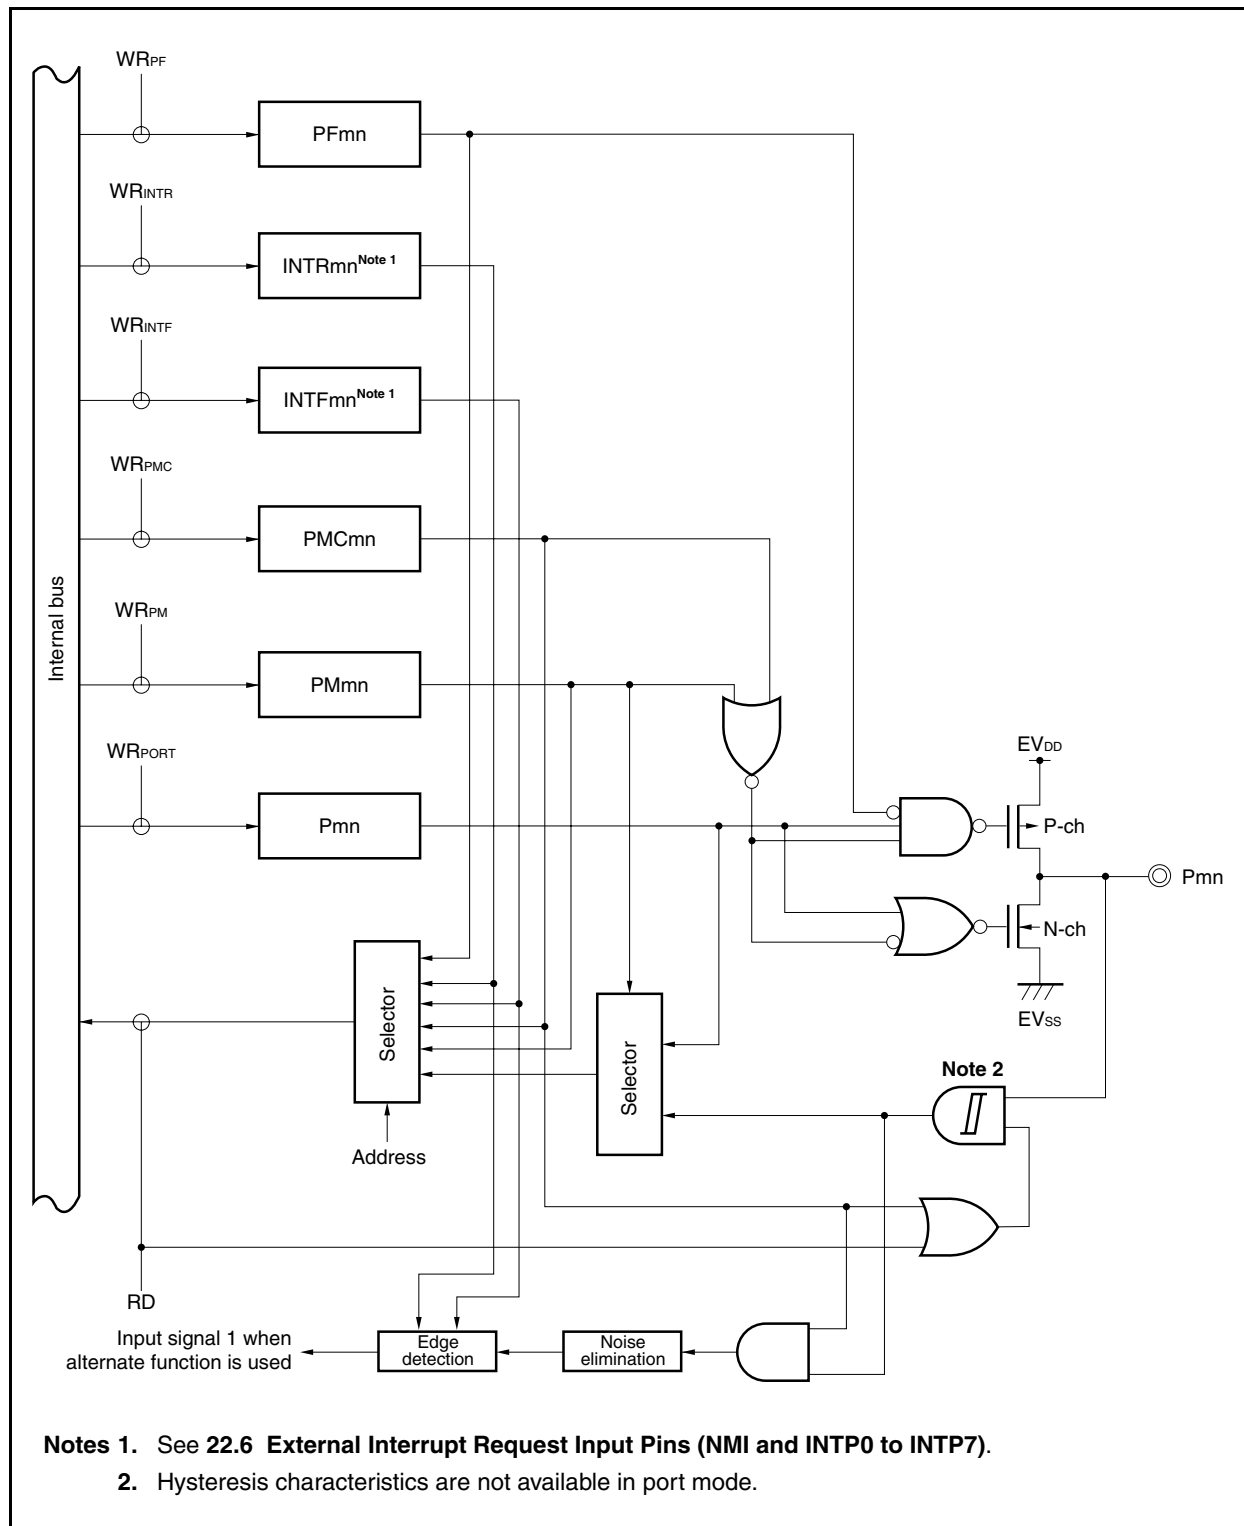 WRPF
PFmn
WRINTR
INTRmnNote 1
WRINTF
INTFmnNote 1
WRPMC
PMCmn
Internal bus
WRPM
PMmn
WRPORT
Pmn
EVDD
P-ch
Pmn
N-ch
EVSS
Selector
Selector
Note 2
Address
RD
Input signal 1 when
alternate function is used
Edge
detection
Noise
elimination
Notes 1. See 22.6 External Interrupt Request Input Pins (NMI and INTP0 to INTP7).
2. Hysteresis characteristics are not available in port mode.